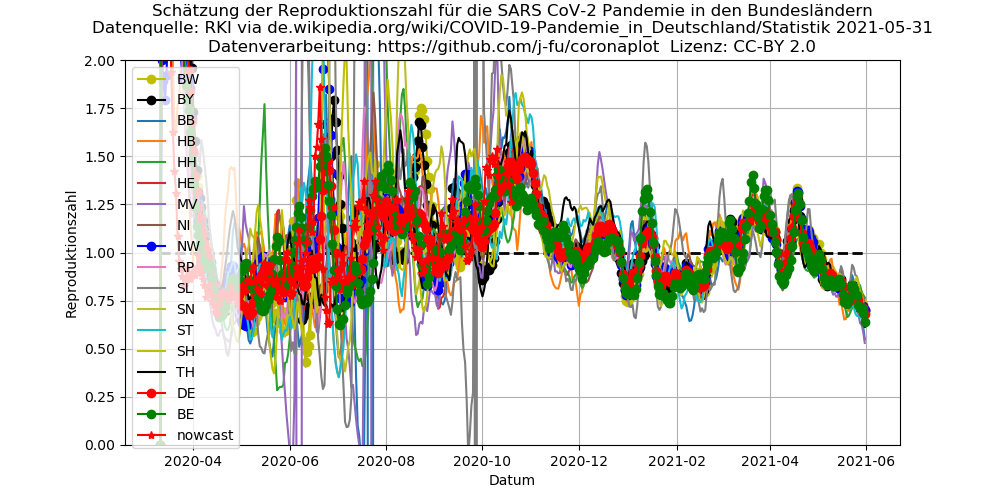 Schätzung der Reproduktionszahl für die SARS CoV-2 Pandemie in den Bundesländern
Datenquelle: RKI via de.wikipedia.org/wiki/COVID-19-Pandemie_in_Deutschland/Statistik 2021-05-31
Datenverarbeitung: https://github.com/j-fu/coronaplot  Lizenz: CC-BY 2.0
2.00
1.75
1.50
1.25
1.00
0.75
0.50
0.25
0.00
Reproduktionszahl
BW
BY
BB
HB
HH
HE
MV
NI
NW
RP
SL
SN
ST
SH
TH
DE
BE
nowcast
2020-04 2020-06 2020-08 2020-10 2020-12 2021-02 2021-04 2021-06
Datum